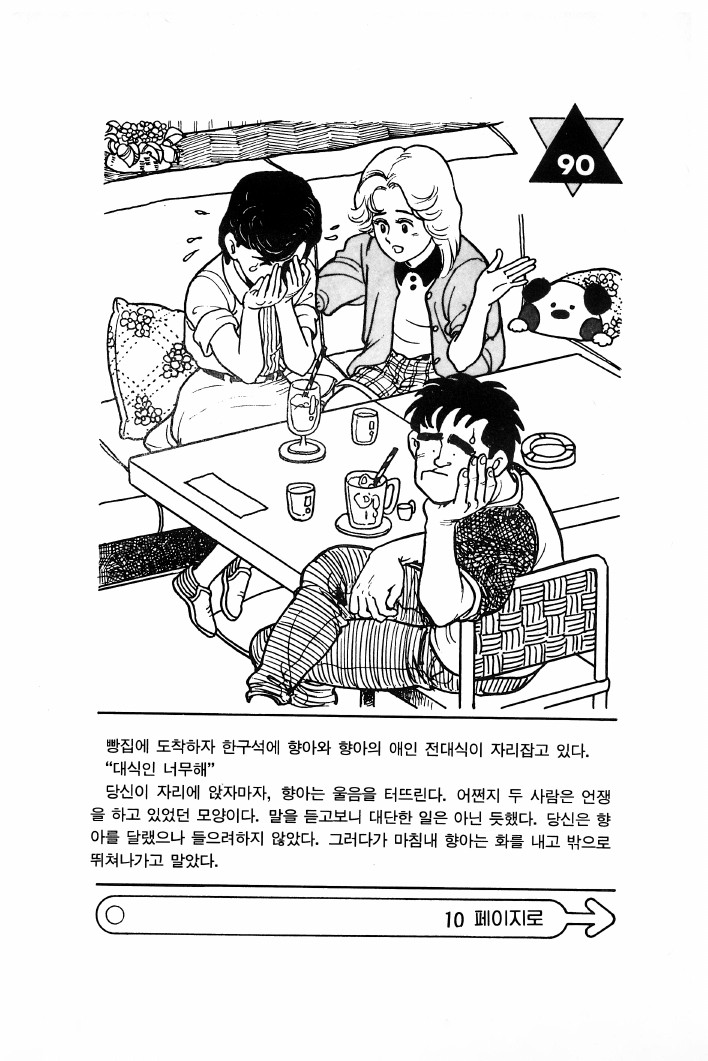 90
빵집에 도착하자 한구석에 향아와 향아의 애인 전대식이 자리잡고 있다.
“대식인 너무해”
당신이 자리에 앉자마자, 향아는 울음을 터뜨린다. 어쩐지 두 사람은 언쟁
을 하고 있었던 모양이다. 말을 듣고보니 대단한 일은 아닌 듯했다. 당신은 향
아를 달랬으나 들으려하지 않았다. 그러다가 마침내 향아는 화를 내고 밖으로
뛰쳐나가고 말았다.
10 페이지로